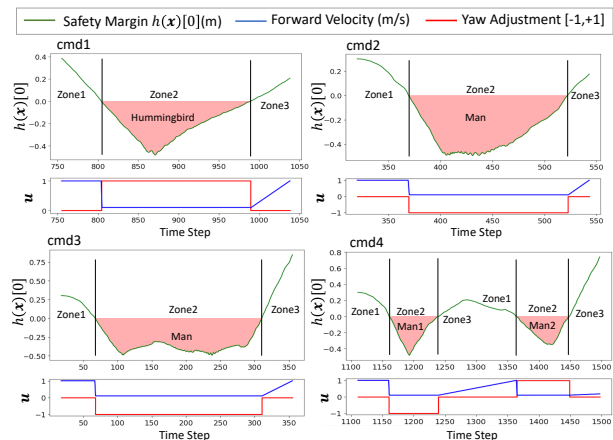 Safety Margin h(x)[0](m) Forward Velocity (m/s) Yaw Adjustment [-1,+1]
cmd1
h(x)[0]
0.4
0.2
0.0
−0.2
−0.4
Zone1
Zone2
Zone3
Hummingbird
750 800 850 900 950 1000 1050
u
1
0
750 800 850 900 950 1000 1050
Time Step
cmd2
h(x)[0]
0.2
0.0
−0.2
−0.4
Zone1
Zone2
Zone3
Man
350 400 450 500 550
1
0
−1
350 400 450 500 550
Time Step
cmd3
h(x)[0]
0.75
0.50
0.25
0.00
−0.25
−0.50
Zone1
Zone2
Zone3
Man
50 100 150 200 250 300 350
u
1
0
−1
50 100 150 200 250 300 350
Time Step
cmd4
h(x)[0]
0.8
0.6
0.4
0.2
0.0
−0.2
−0.4
Zone1
Zone2
Man1
Zone3
Zone1
Zone2
Man2
Zone3
1100 1150 1200 1250 1300 1350 1400 1450 1500
1
0
−1
1100 1150 1200 1250 1300 1350 1400 1450 1500
Time Step